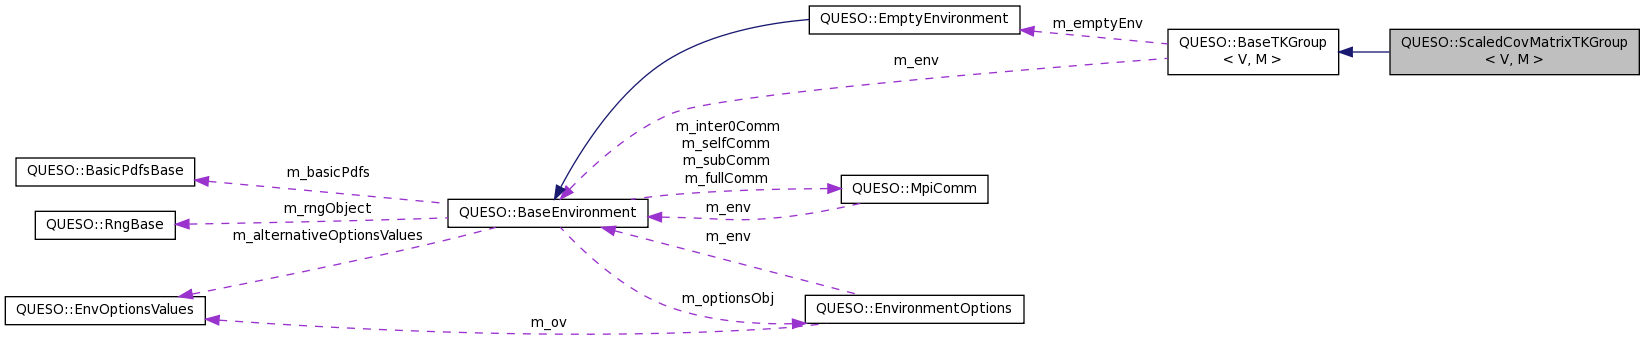 QUESO::EmptyEnvironment
m_emptyEnv
QUESO::BaseTKGroup
< V, M >
QUESO::ScaledCovMatrixTKGroup
< V, M >
m_env
m_inter0Comm
m_selfComm
m_subComm
m_fullComm
QUESO::BasicPdfsBase
m_basicPdfs
QUESO::MpiComm
m_rngObject
QUESO::BaseEnvironment
m_env
QUESO::RngBase
m_alternativeOptionsValues
m_env
m_optionsObj
QUESO::EnvOptionsValues
QUESO::EnvironmentOptions
m_ov